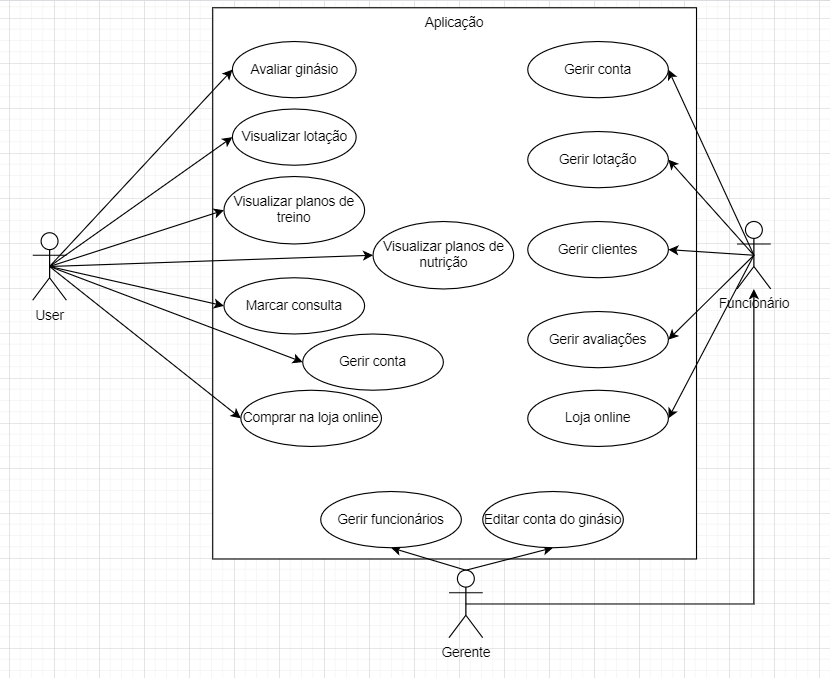 Aplicação
Avaliar ginásio
Gerir conta
Visualizar lotação
Gerir lotação
Visualizar planos de
treino
Visualizar planos de
nutrição
Gerir clientes
User
Funcionário
Marcar consulta
Gerir avaliações
Gerir conta
Comprar na loja online
Loja online
Gerir funcionários
Editar conta do ginásio
Gerente